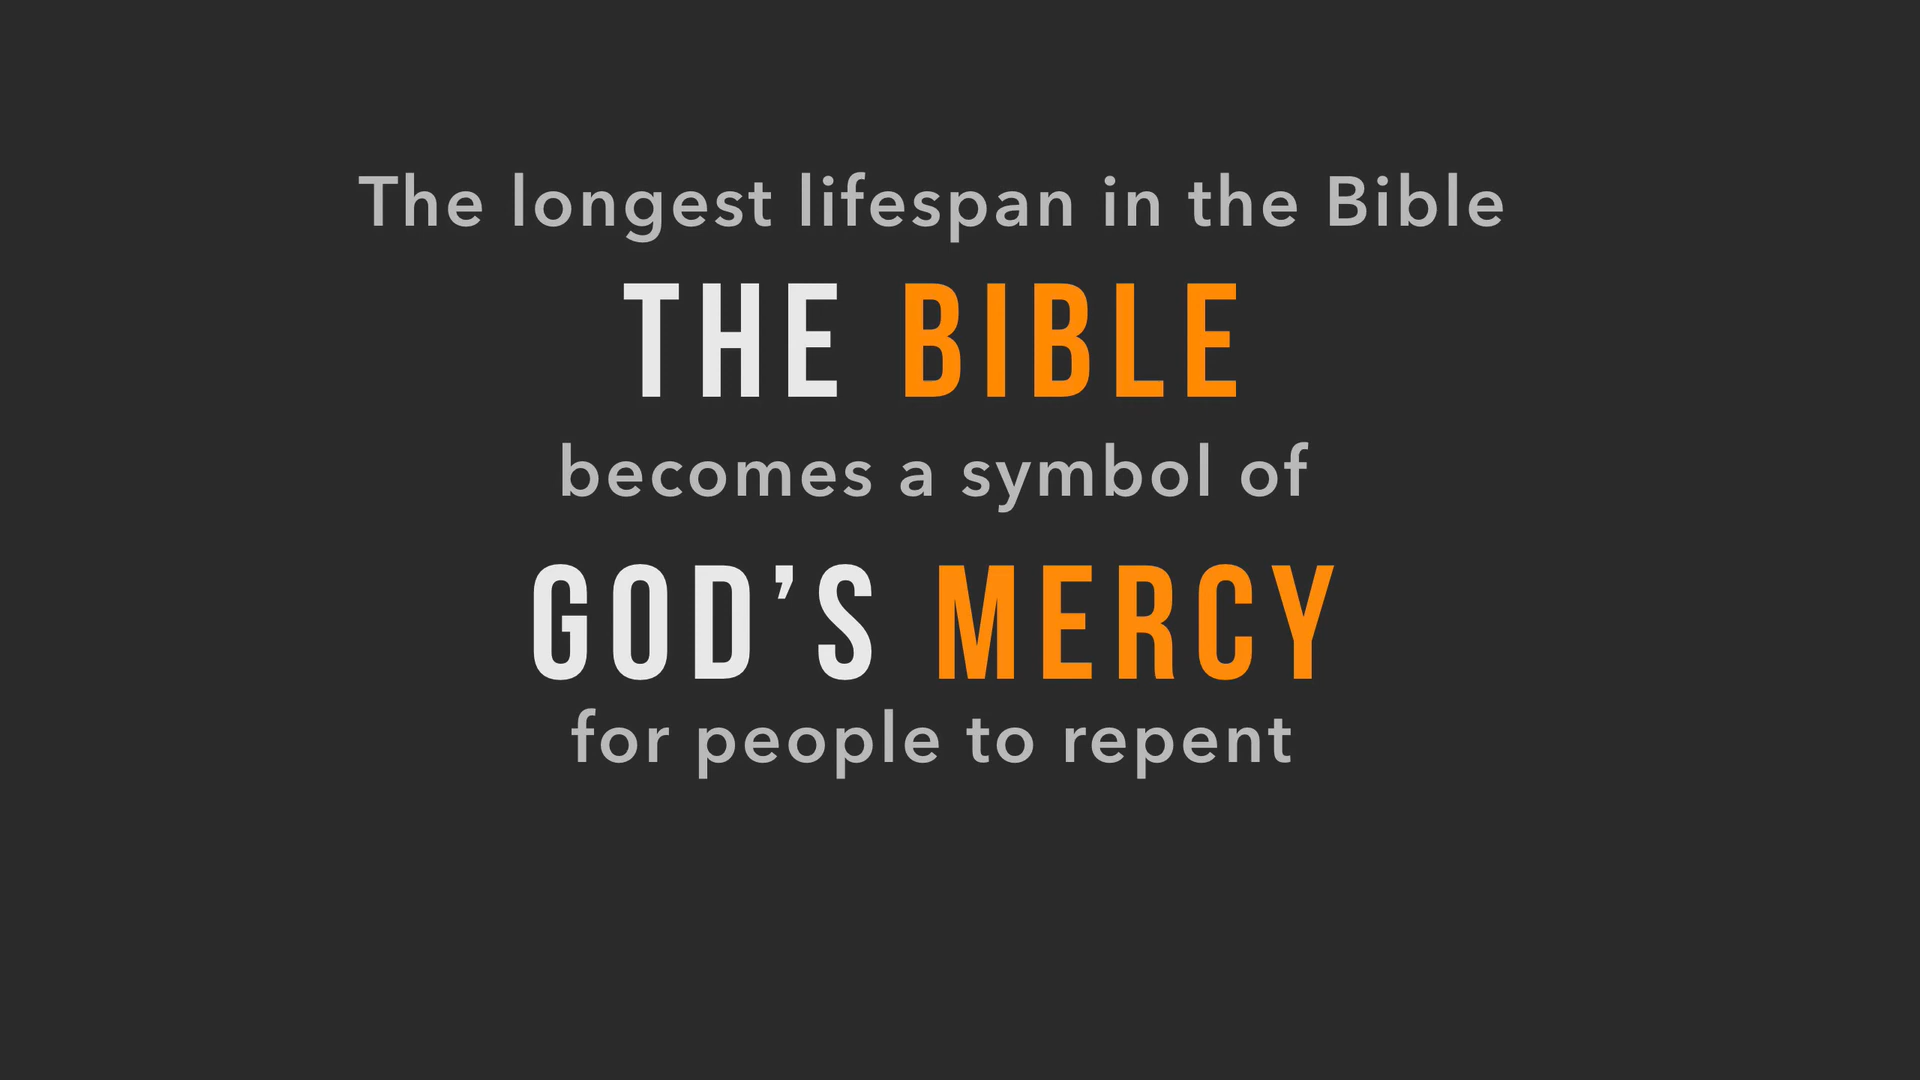 The longest lifespan in the Bible
THE BIBLE
becomes a symbol of
GOD’S MERCY
for people to repent